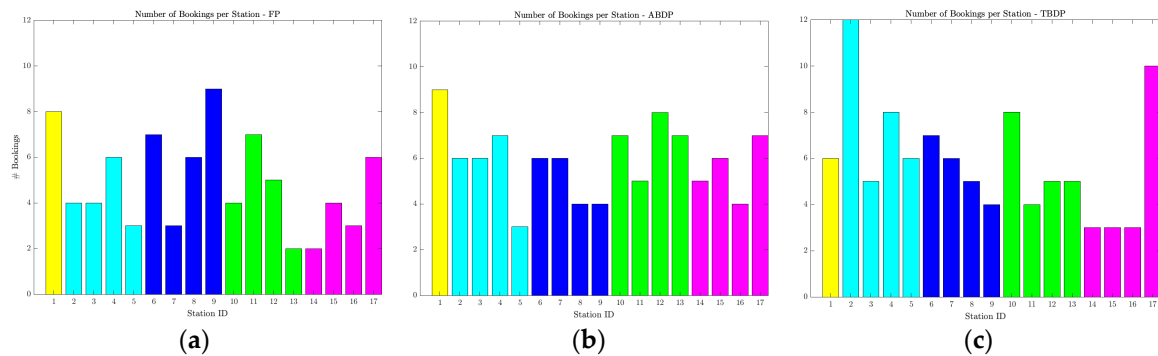 Number of Bookings per Station - FP
12
10
8
6
4
2
0
# Bookings
1 2 3 4 5 6 7 8 9 10 11 12 13 14 15 16 17
Station ID
(a)
Number of Bookings per Station - ABDP
12
10
8
6
4
2
0
1 2 3 4 5 6 7 8 9 10 11 12 13 14 15 16 17
Station ID
(b)
Number of Bookings per Station - TBDP
12
10
8
6
4
2
0
1 2 3 4 5 6 7 8 9 10 11 12 13 14 15 16 17
Station ID
(c)